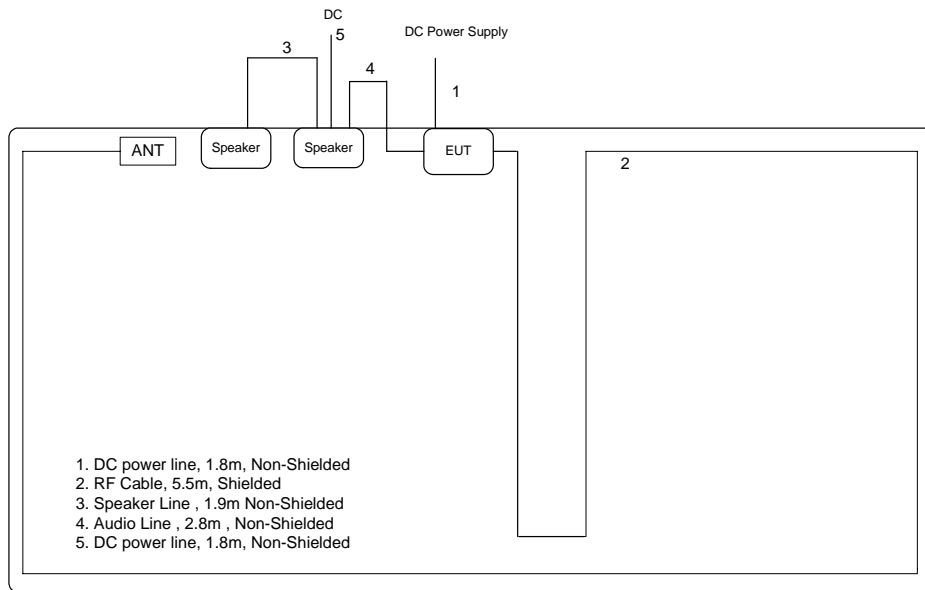 DC
5
DC Power Supply
3
4
1
ANT
Speaker
Speaker
EUT
2
1. DC power line, 1.8m, Non-Shielded
2. RF Cable, 5.5m, Shielded
3. Speaker Line , 1.9m Non-Shielded
4. Audio Line , 2.8m , Non-Shielded
5. DC power line, 1.8m, Non-Shielded